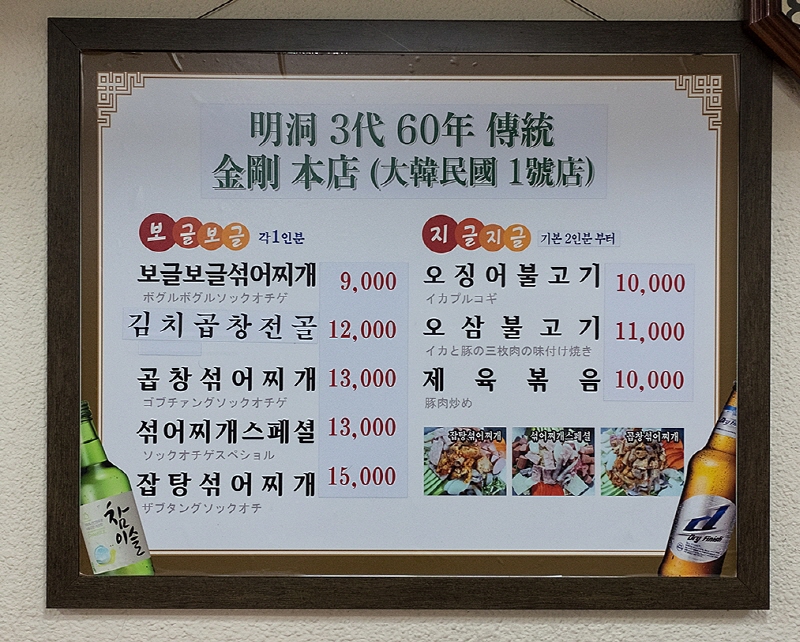 明洞 3代 60年 傳統
金剛 本店 (大韓民國 1號店)
보글보글 각1인분
보글보글섞어찌개 9,000
ボグルボグルソックオチゲ
김치곱창전골 12,000
곱창섞어찌개 13,000
ゴプチァングソックオチゲ
섞어찌개스페셜 13,000
ソックオチゲスペショル
잡탕섞어찌개 15,000
ザブタングソックオチ
지글지글 기본 2인분 부터
오징어불고기 10,000
イカプルコギ
오삼불고기 11,000
イカと豚の三枚肉の味付け焼き
제육볶음 10,000
豚肉炒め
잡탕섞어찌개 섞어찌개스페셜 곱창섞어찌개
참이슬
d
Dry Finish